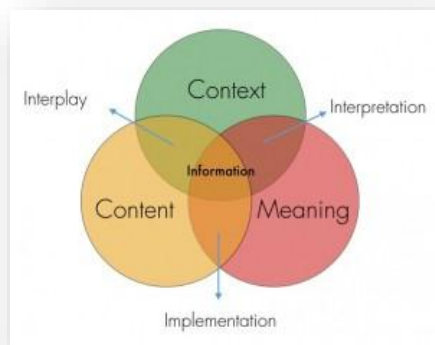 Context
Interplay
Interpretation
Information
Content
Meaning
Implementation